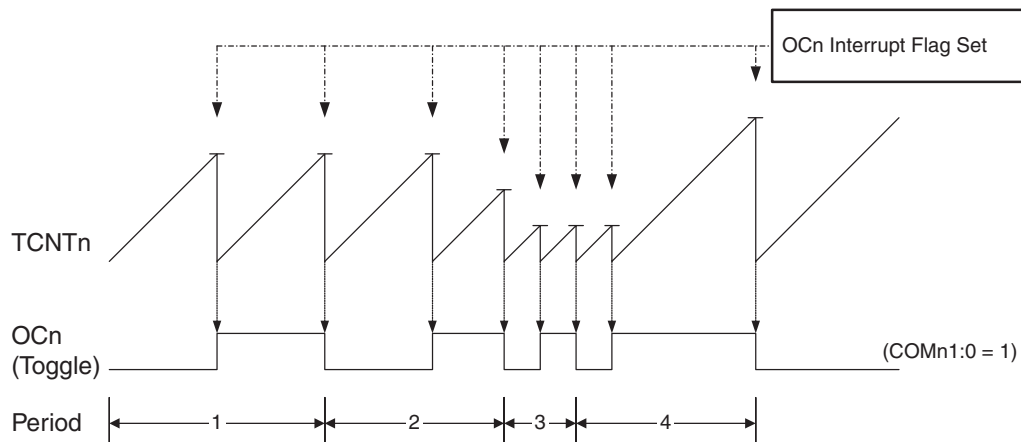 OCn Interrupt Flag Set
TCNTn
OCn
(Toggle)
(COMn1:0 = 1)
Period
1
2
3
4